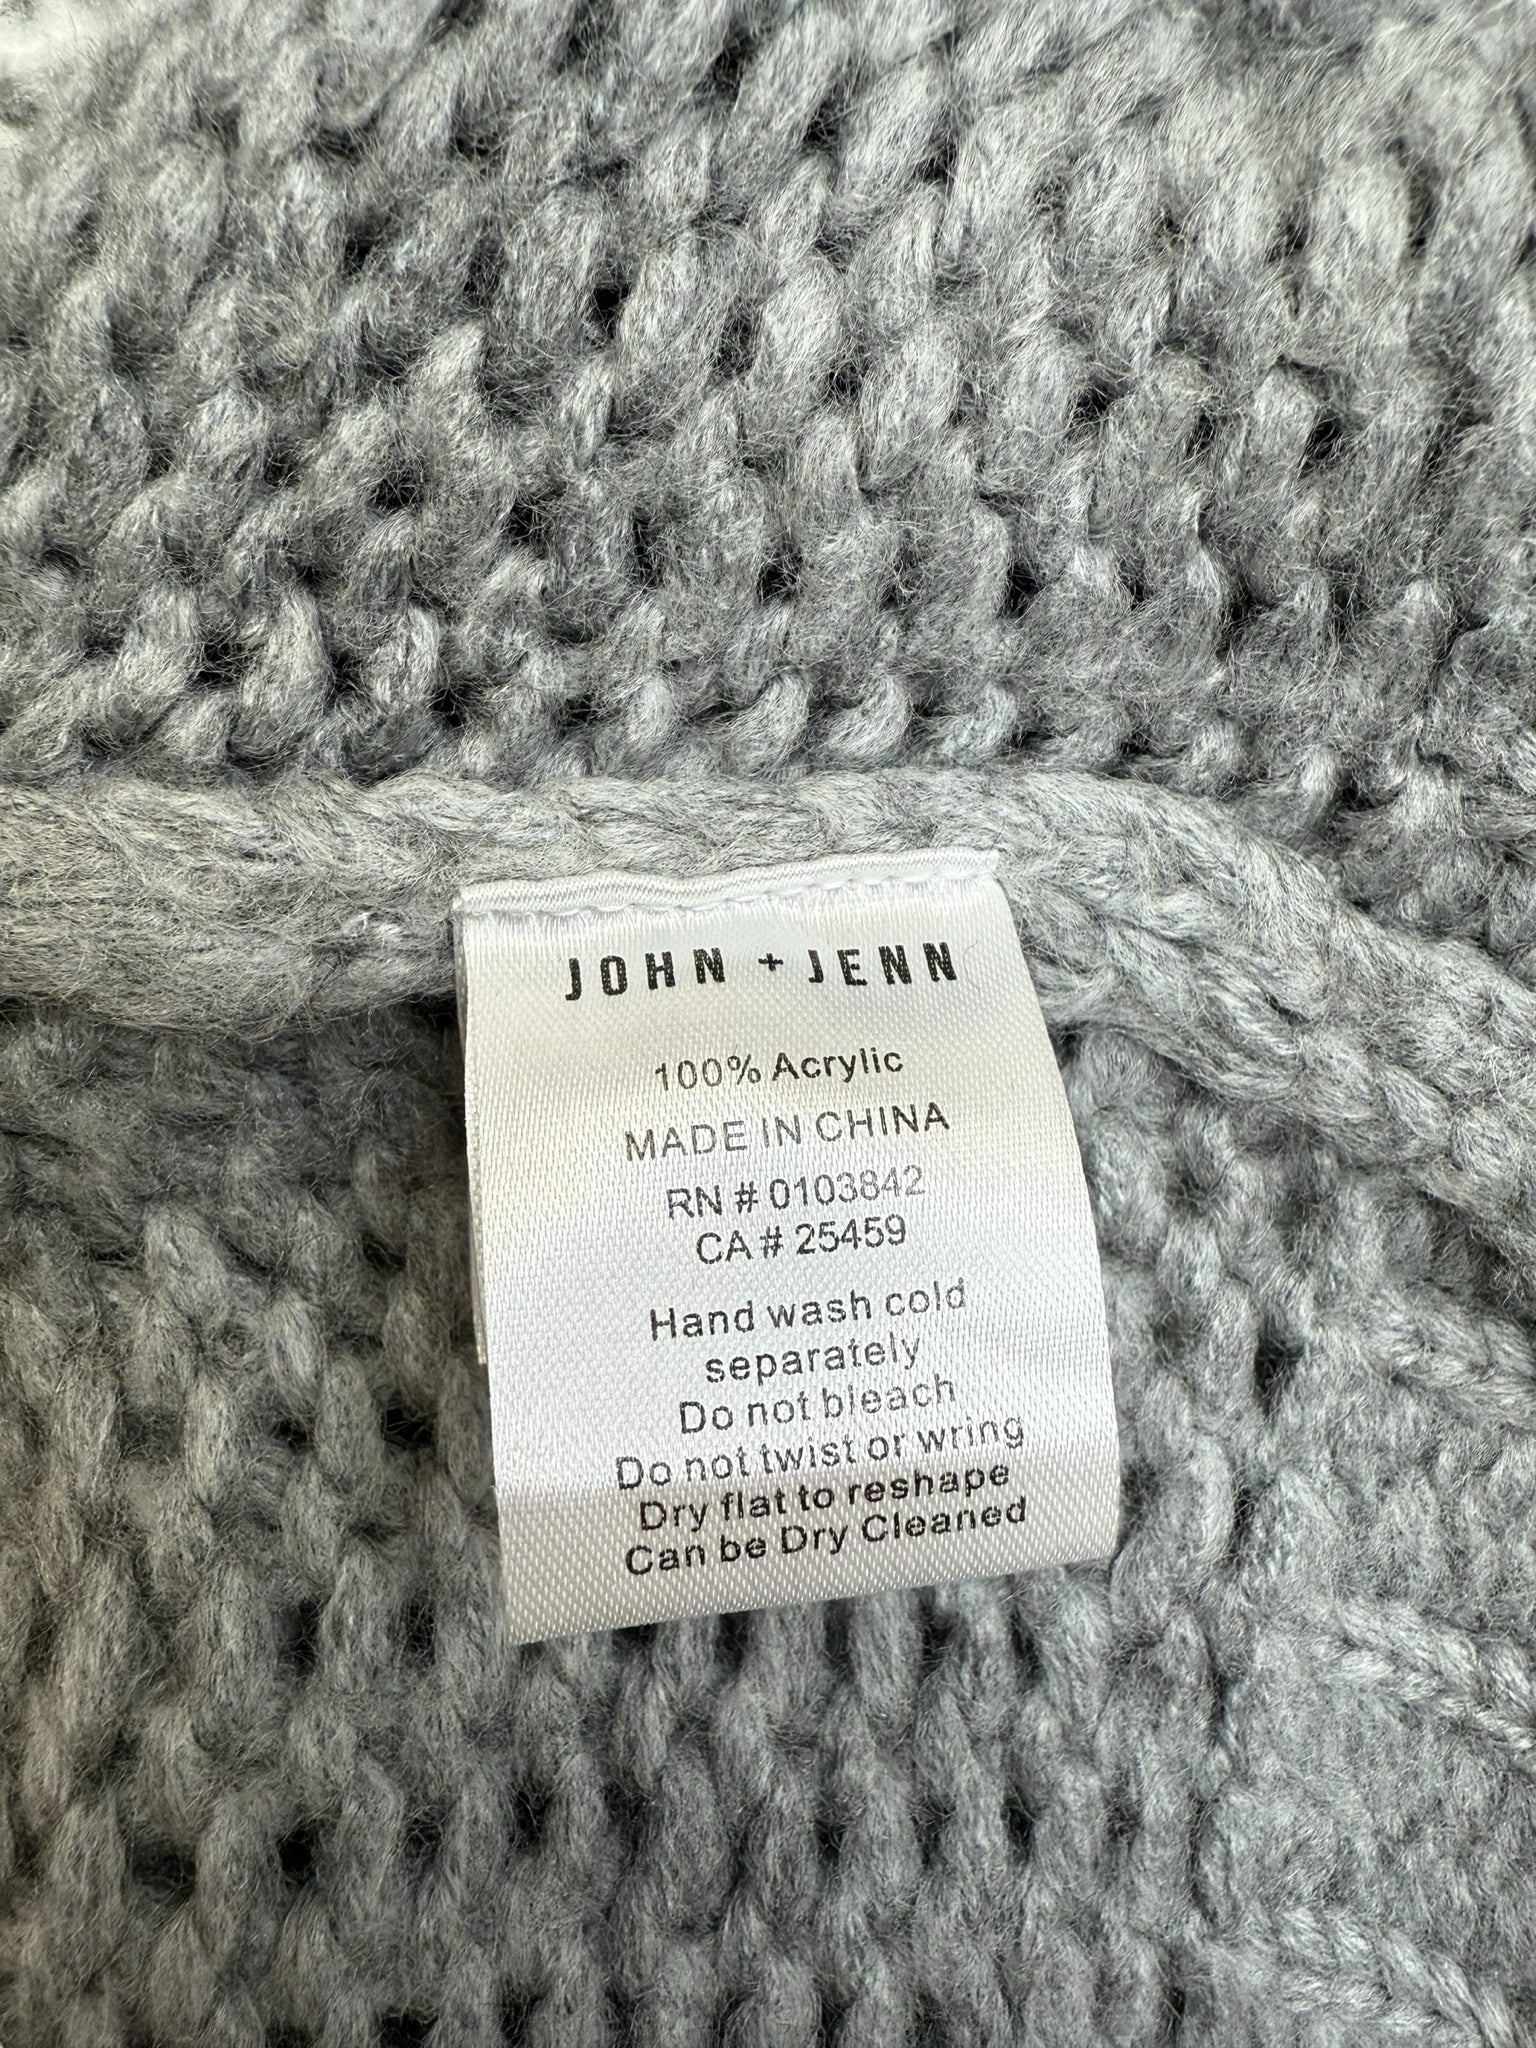 JOHN + JENN
100% Acrylic
MADE IN CHINA
RN # 0103842
CA # 25459
Hand wash cold
separately
Do not bleach
Do not twist or wring
Dry flat to reshape
Can be Dry Cleaned